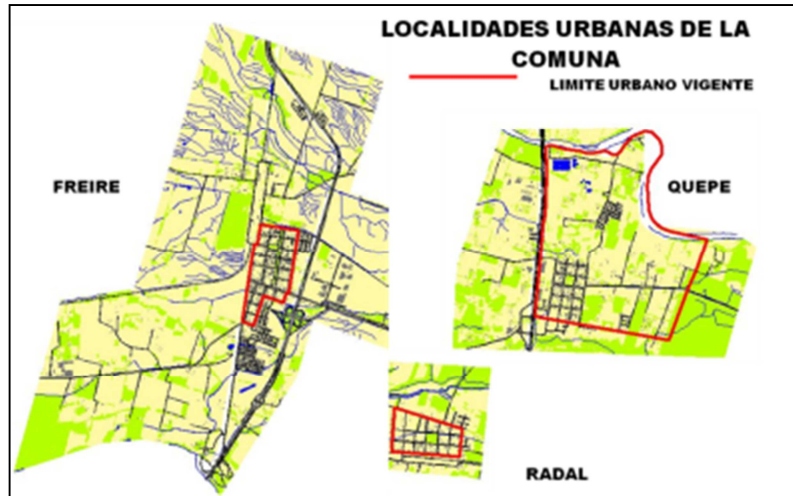 LOCALIDADES URBANAS DE LA
COMUNA
LIMITE URBANO VIGENTE
FREIRE
QUEPE
RADAL